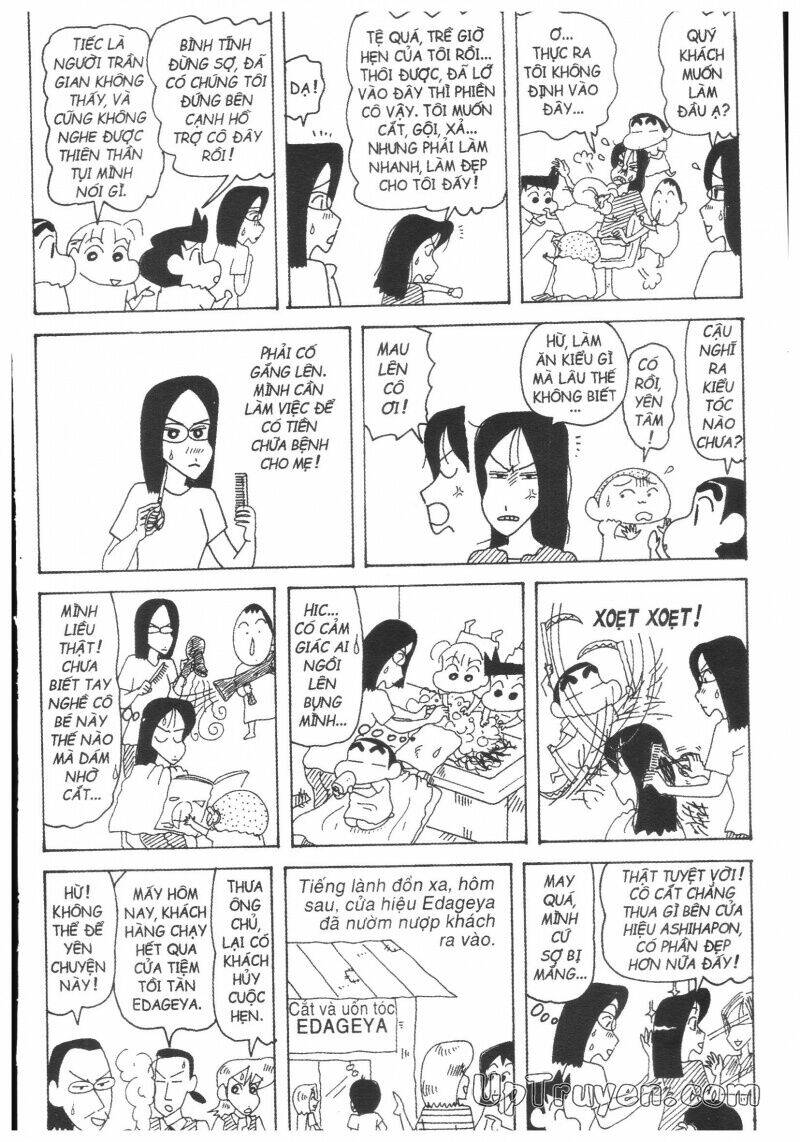 QUÝ
KHÁCH
MUỐN
LÀM
ĐẦU Ạ?
Ơ...
THỰC RA
TÔI KHÔNG
ĐỊNH VÀO
ĐÂY...
TỆ QUÁ, TRỄ GIỜ
HẸN CỦA TÔI RỒI...
THÔI ĐƯỢC, ĐÃ LỠ
VÀO ĐÂY THÌ PHIỀN
CÔ VẬY. TÔI MUỐN
CẮT, GỘI, XẢ...
NHƯNG PHẢI LÀM
NHANH, LÀM ĐẸP
CHO TÔI ĐẤY!
DẠ!
BÌNH TĨNH
ĐỪNG SỢ, ĐÃ
CÓ CHÚNG TÔI
ĐỨNG BÊN
CẠNH HỖ
TRỢ CÔ ĐÂY
RỒI!
TIẾC LÀ
NGƯỜI TRẦN
GIAN KHÔNG
THẤY, VÀ
CŨNG KHÔNG
NGHE ĐƯỢC
THIÊN THẦN
TỤI MÌNH
NÓI GÌ.
CẬU
NGHĨ
RA
KIỂU
TÓC
NÀO
CHƯA?
CÓ
RỒI,
YÊN
TÂM!
HỪ, LÀM
ĂN KIỂU GÌ
MÀ LÂU THẾ
KHÔNG BIẾT
...
MAU
LÊN
CÔ
ƠI!
PHẢI CỐ
GẮNG LÊN.
MÌNH CẦN
LÀM VIỆC ĐỂ
CÓ TIỀN
CHỮA BỆNH
CHO MẸ!
XOẸT XOẸT!
HIC...
CÓ CẢM
GIÁC AI
NGỒI
LÊN
BỤNG
MÌNH...
MÌNH
LIỀU
THẬT!
CHƯA
BIẾT TAY
NGHỀ CÔ
BÉ NÀY
THẾ NÀO
MÀ DÁM
NHỜ
CẮT...
THẬT TUYỆT VỜI!
CÔ CẮT CHẲNG
THUA GÌ BÊN CỬA
HIỆU ASHIHAPON,
CÓ PHẦN ĐẸP
HƠN NỮA ĐẤY!
MAY
QUÁ,
MÌNH
CỨ
SỢ BỊ
MẮNG...
Tiếng lành đồn xa, hôm
sau, cửa hiệu Edageya
đã nườm nượp khách
ra vào.
Cắt và uốn tóc
EDAGEYA
THƯA
ÔNG
CHỦ,
LẠI CÓ
KHÁCH
HỦY
CUỘC
HẸN.
MẤY HÔM
NAY, KHÁCH
HÀNG CHẠY
HẾT QUA
CỬA TIỆM
TỒI TÀN
EDAGEYA.
HỪ!
KHÔNG
THỂ ĐỂ
YÊN
CHUYỆN
NÀY!
UpTruyen.com